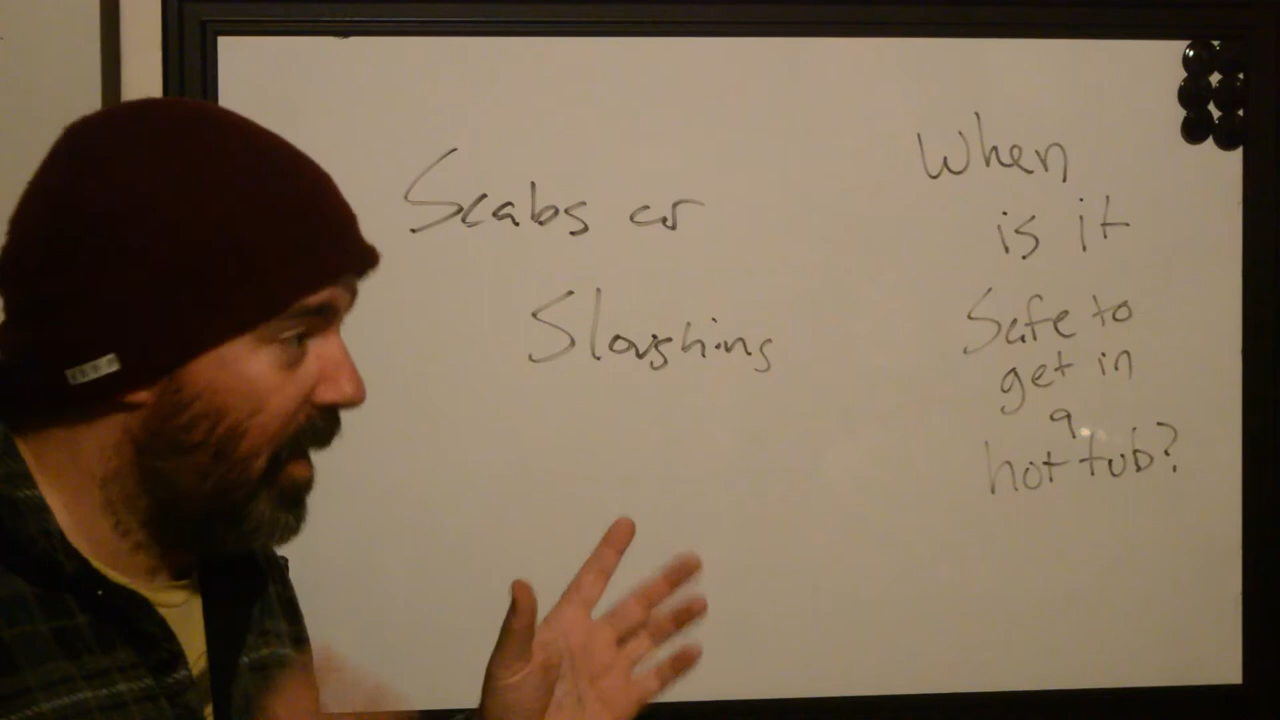 Scabs or
Sloughing
When
is it
Safe to
get in
a
hot tub?